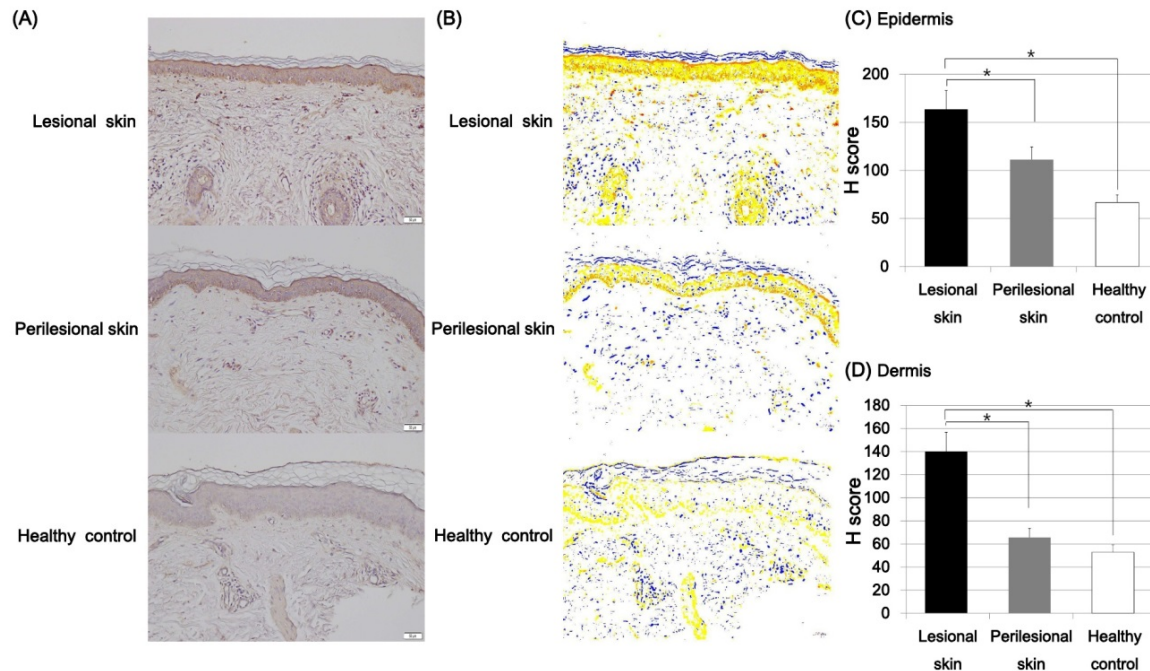 (A)
Lesional skin
Perilesional skin
Healthy control
(B)
Lesional skin
Perilesional skin
Healthy control
(C) Epidermis
H score
200
150
100
50
0
*
*
Lesional skin
Perilesional skin
Healthy control
(D) Dermis
H score
180
160
140
120
100
80
60
40
20
0
*
*
Lesional skin
Perilesional skin
Healthy control